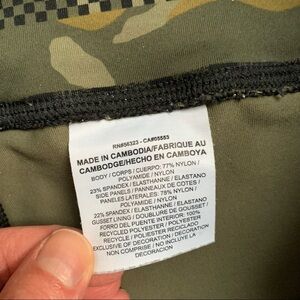 RN#56323 - CA#05553
MADE IN CAMBODIA/FABRIQUE AU
CAMBODGE/HECHO EN CAMBOYA
BODY / CORPS / CUERPO: 77% NYLON /
POLYAMIDE / NYLON
23% SPANDEX / ELASTHANNE / ELASTANO
SIDE PANELS / PANNEAUX DE COTES /
PANELES LATERALES: 78% NYLON /
POLYAMIDE / NYLON
22% SPANDEX / ELASTHANNE / ELASTANO
GUSSET LINING / DOUBLURE DE GOUSSET /
FORRO DEL PUENTE INTERIOR: 100%
RECYCLED POLYESTER / POLYESTER
RECYCLE / POLIESTER RECICLADO
EXCLUSIVE OF DECORATION / DECORATION
NON COMPRISE / NO INCLUYE LA
DECORACION